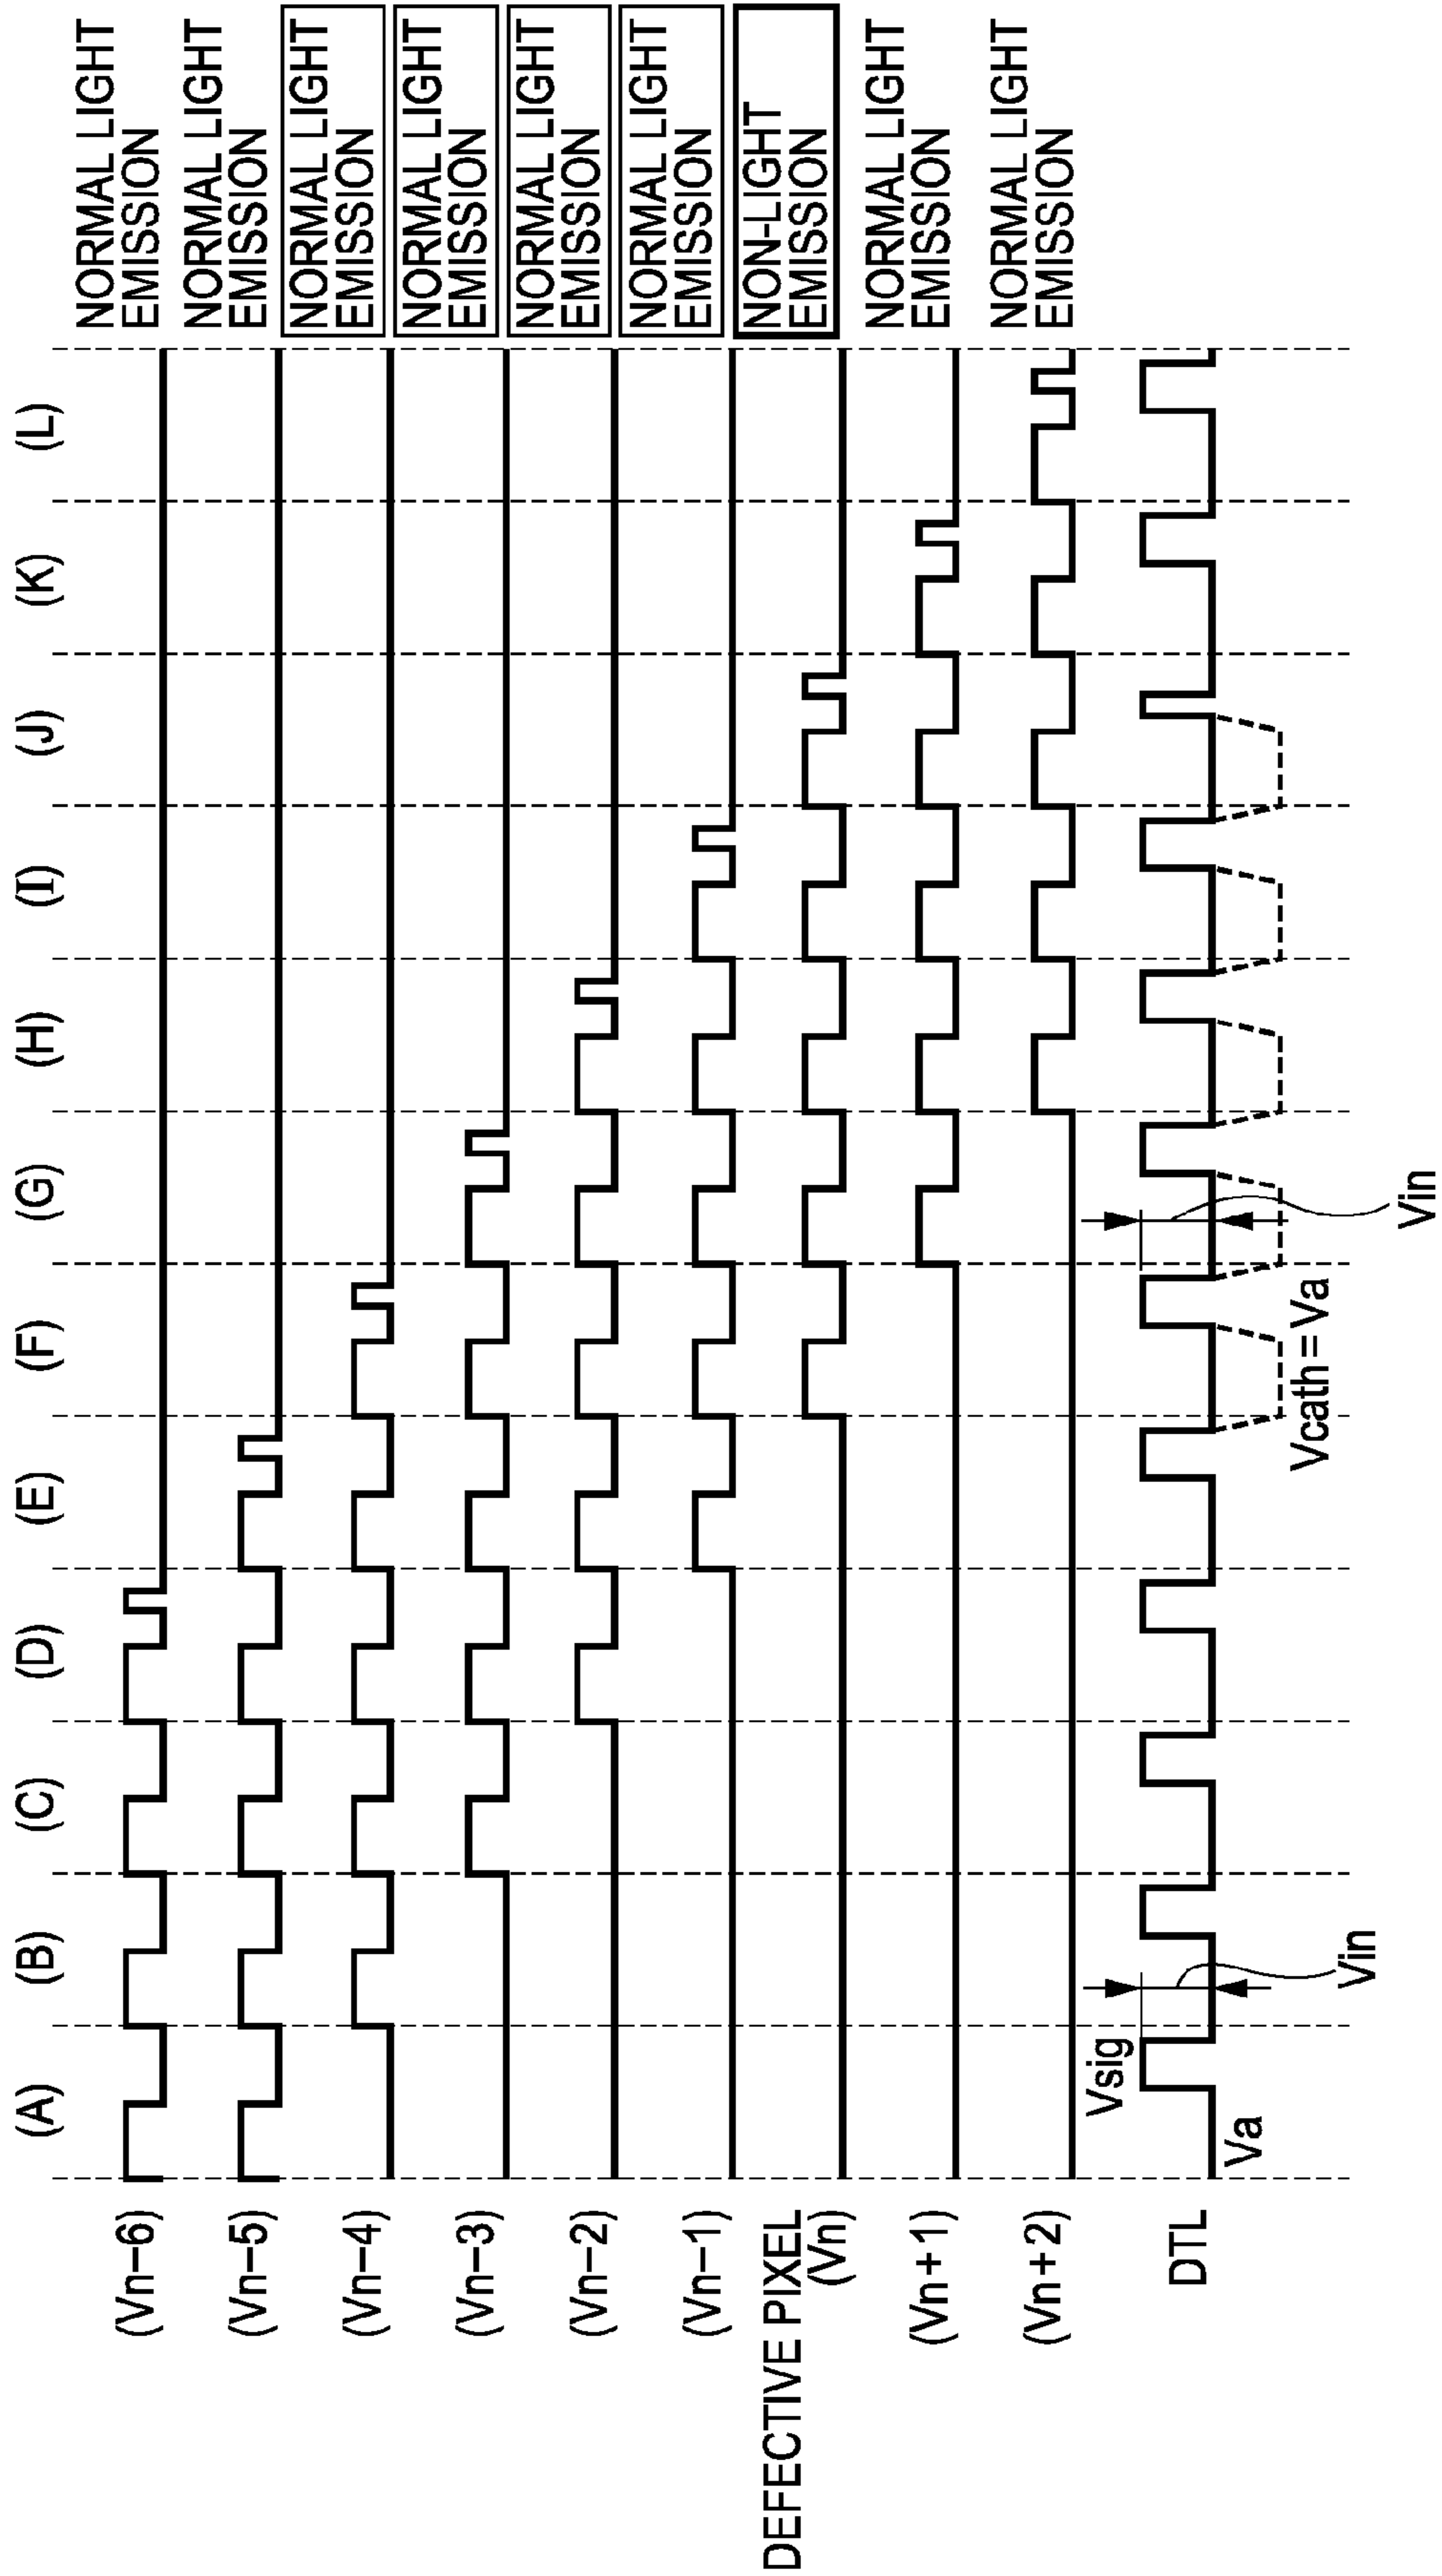 (A) (B) (C) (D) (E) (F) (G) (H) (I) (J) (K) (L)
(Vn−6)
NORMAL LIGHT
EMISSION
(Vn−5)
NORMAL LIGHT
EMISSION
(Vn−4)
NORMAL LIGHT
EMISSION
(Vn−3)
NORMAL LIGHT
EMISSION
(Vn−2)
NORMAL LIGHT
EMISSION
(Vn−1)
NORMAL LIGHT
EMISSION
DEFECTIVE PIXEL
(Vn)
NON-LIGHT
EMISSION
(Vn+1)
NORMAL LIGHT
EMISSION
(Vn+2)
NORMAL LIGHT
EMISSION
DTL
Vsig
Va
Vin
Vcath=Va
Vin